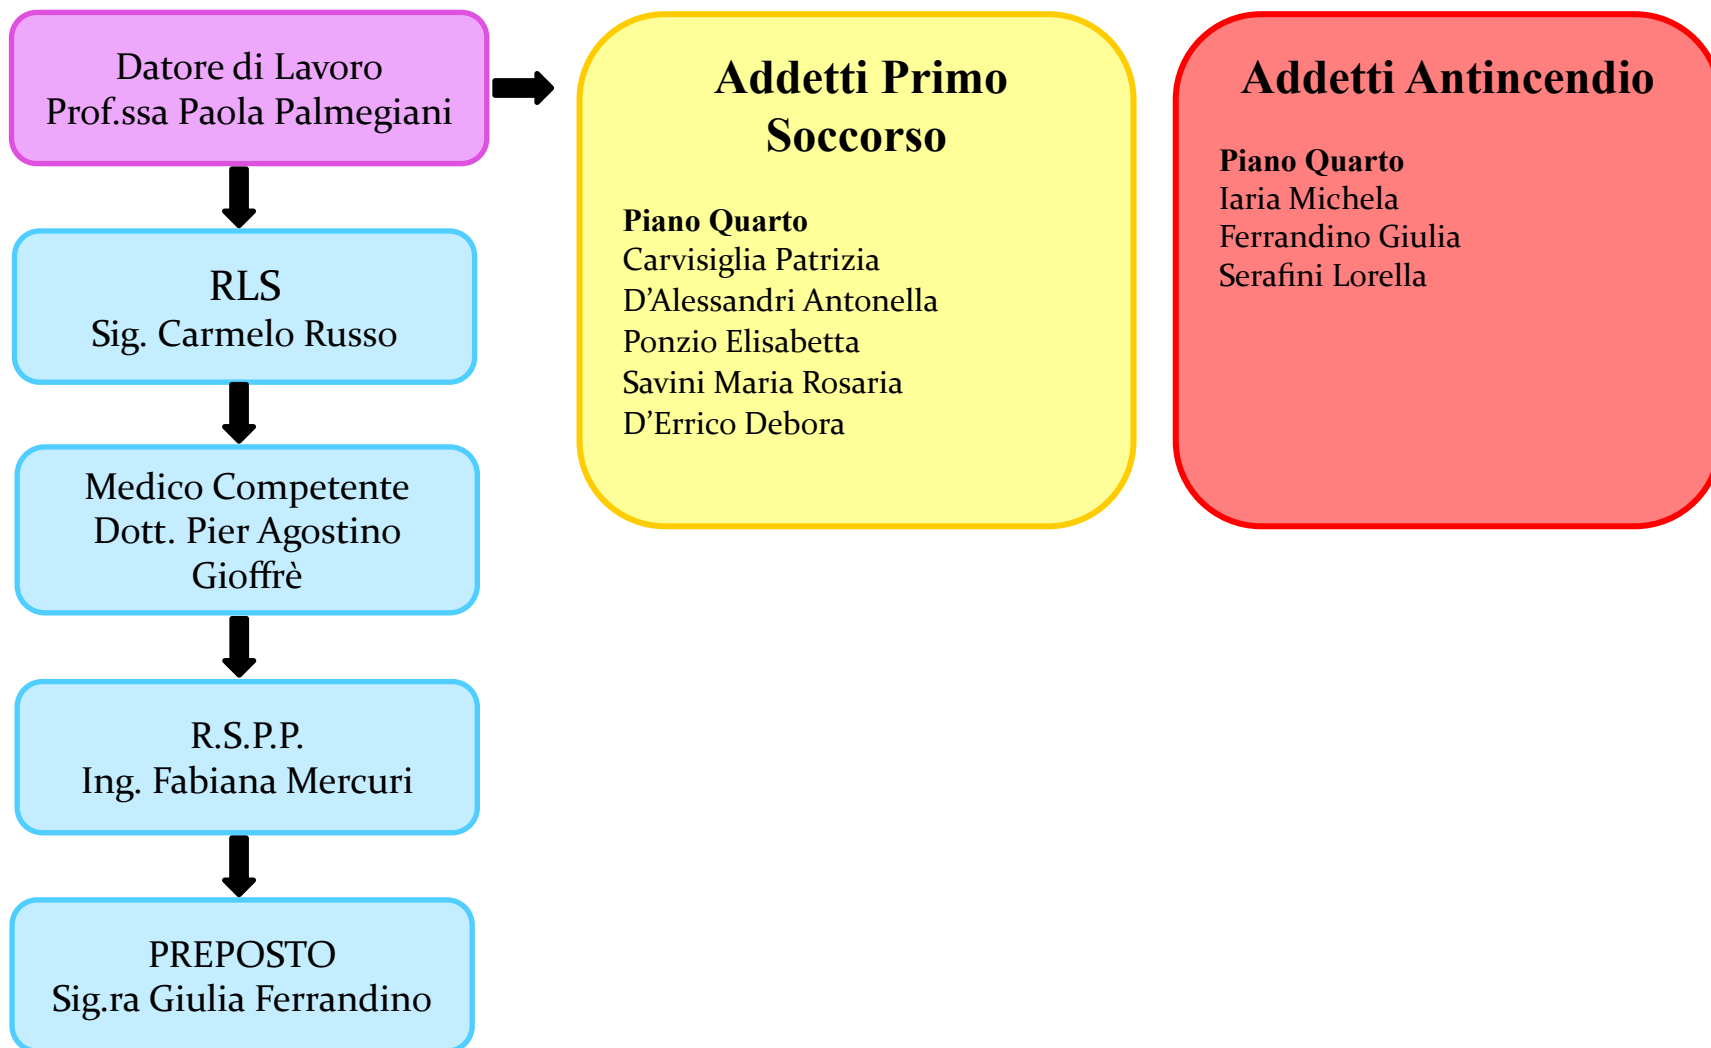 Datore di Lavoro
Prof.ssa Paola Palmegiani
RLS
Sig. Carmelo Russo
Medico Competente
Dott. Pier Agostino
Gioffrè
R.S.P.P.
Ing. Fabiana Mercuri
PREPOSTO
Sig.ra Giulia Ferrandino
Addetti Primo
Soccorso
Piano Quarto
Carvisiglia Patrizia
D’Alessandri Antonella
Ponzio Elisabetta
Savini Maria Rosaria
D’Errico Debora
Addetti Antincendio
Piano Quarto
Iaria Michela
Ferrandino Giulia
Serafini Lorella